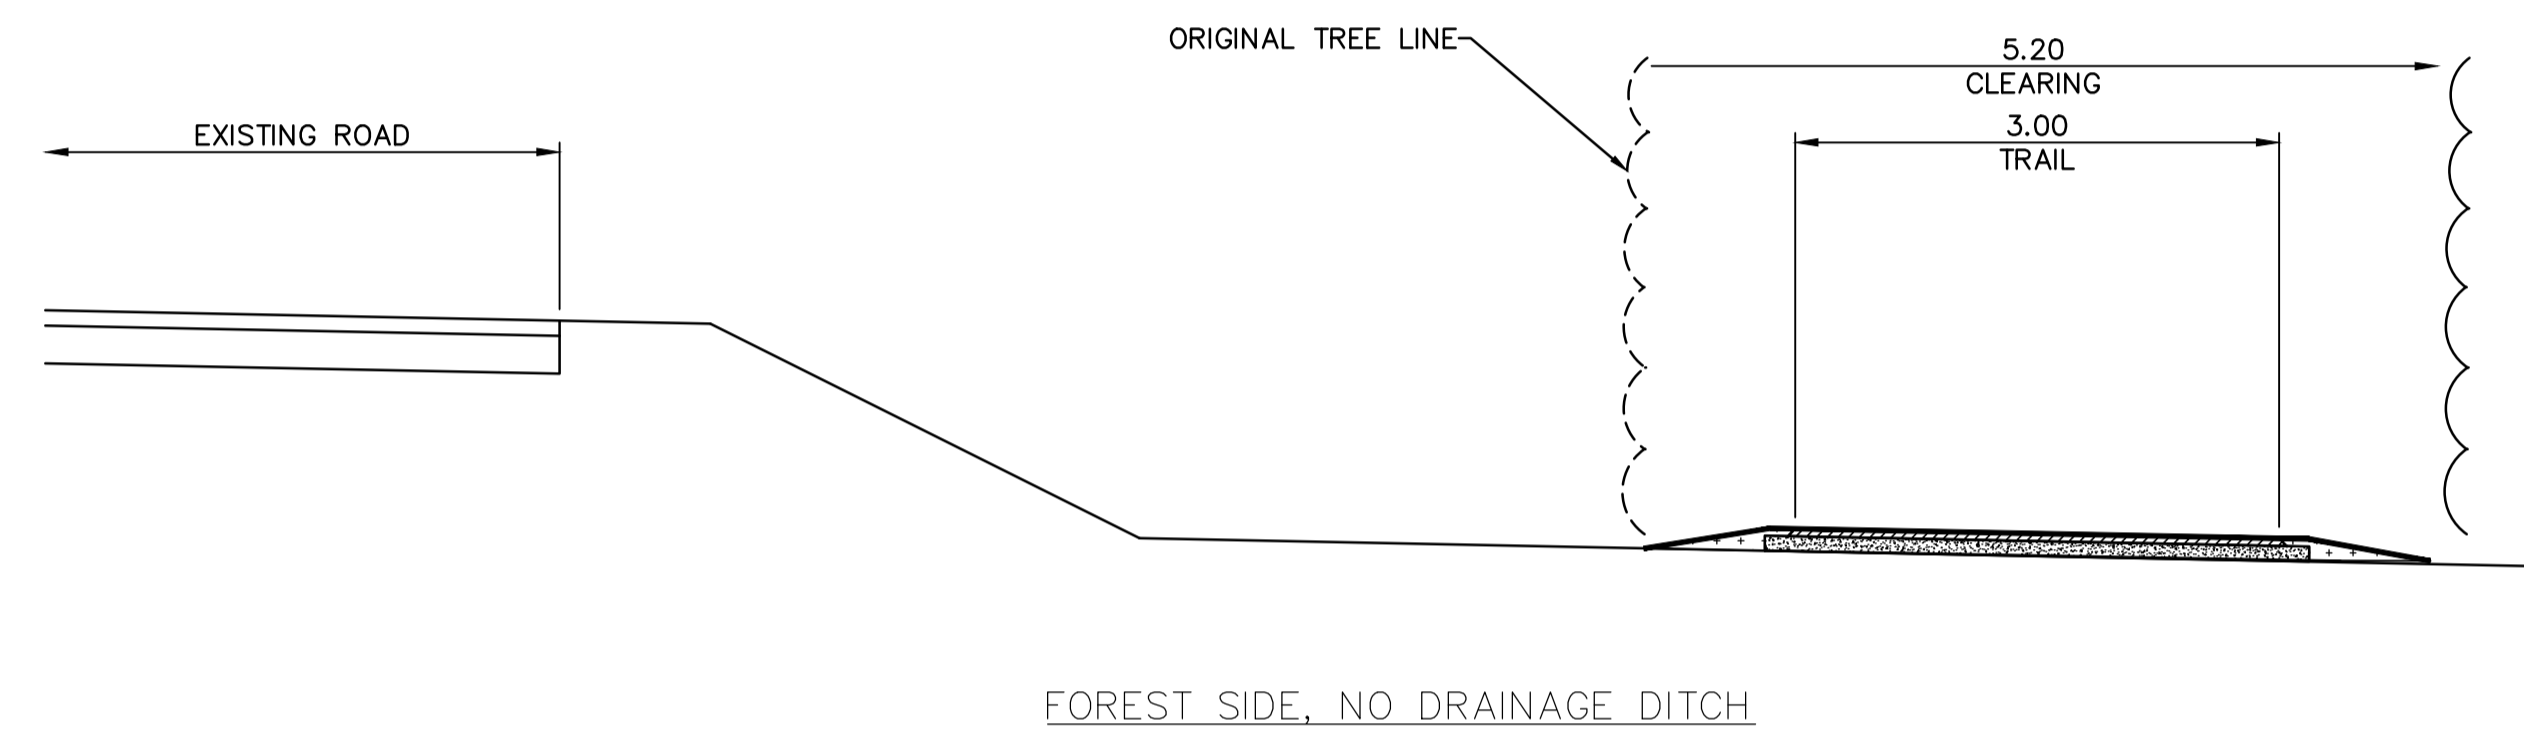 ORIGINAL TREE LINE
5.20
CLEARING
EXISTING ROAD
3.00
TRAIL
FOREST SIDE, NO DRAINAGE DITCH